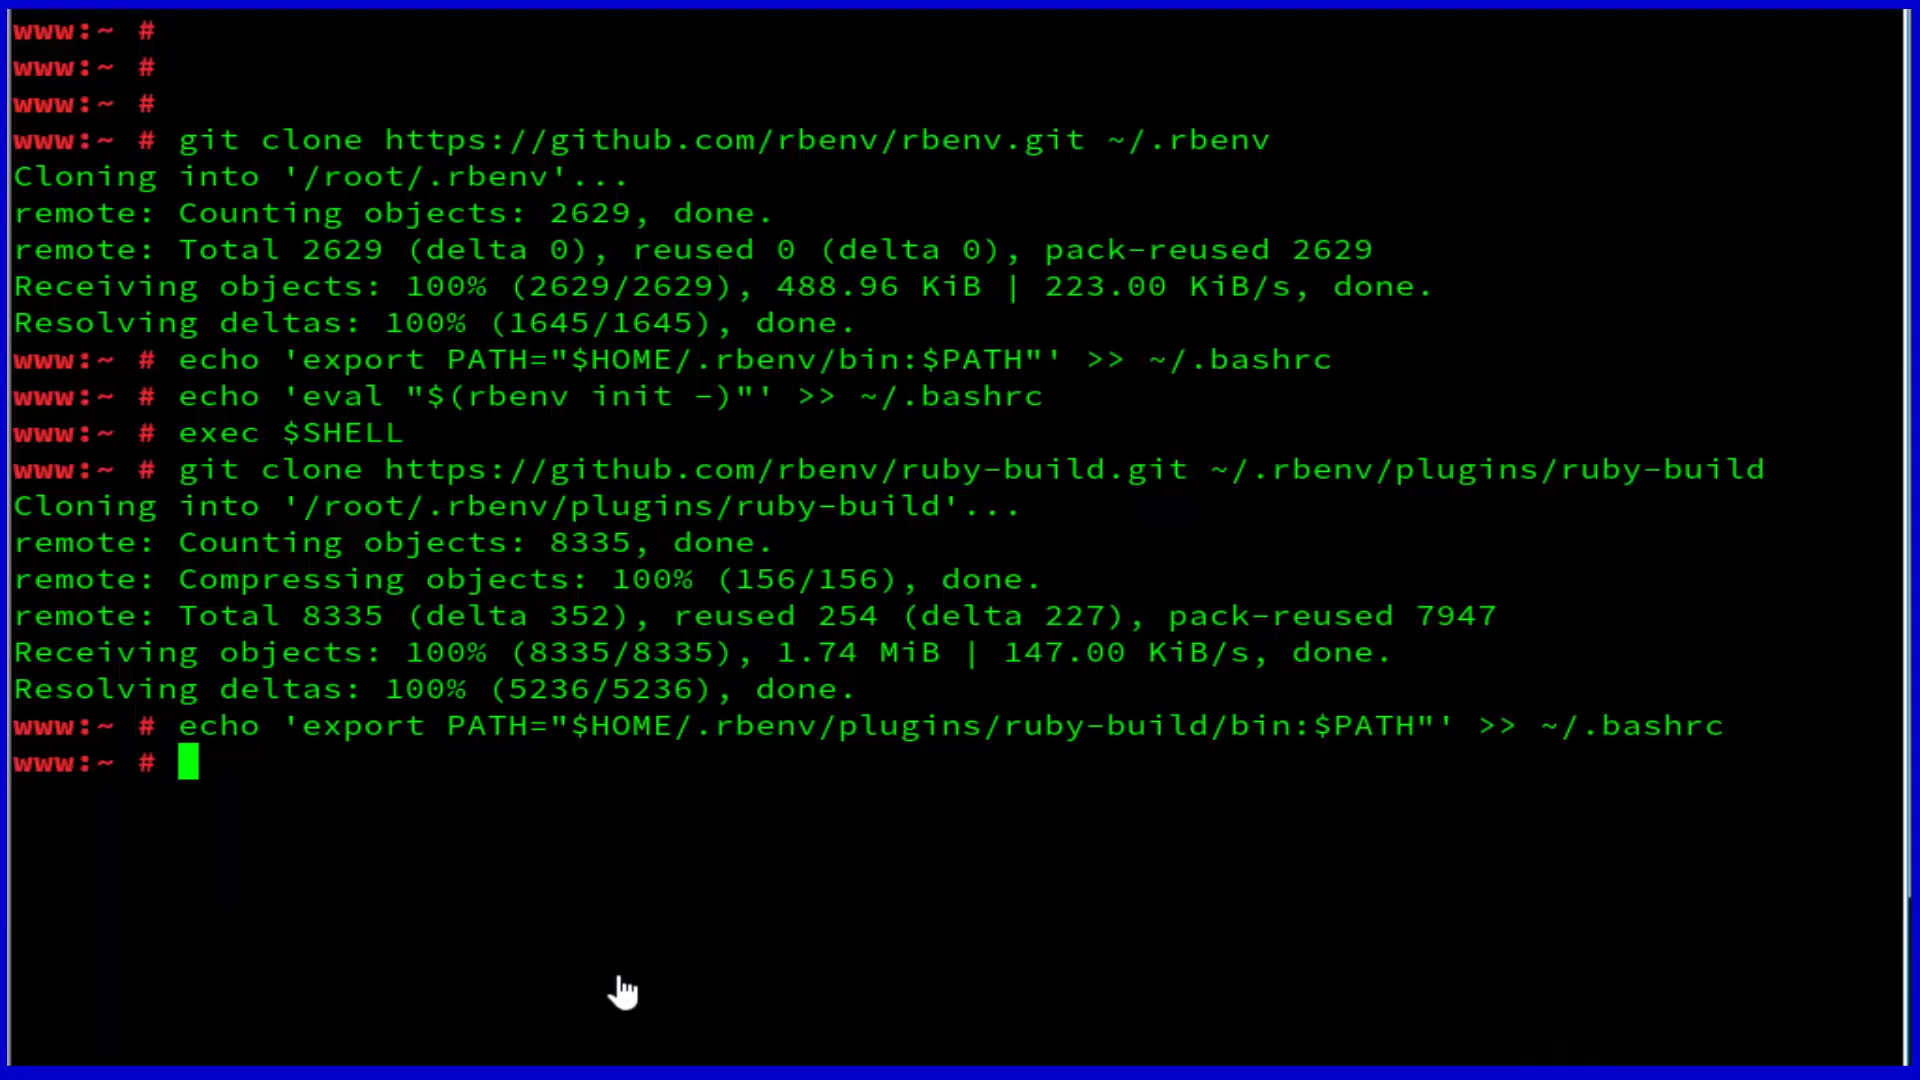 www:~ #
www:~ #
www:~ #
www:~ # git clone https://github.com/rbenv/rbenv.git ~/.rbenv
Cloning into '/root/.rbenv'...
remote: Counting objects: 2629, done.
remote: Total 2629 (delta 0), reused 0 (delta 0), pack-reused 2629
Receiving objects: 100% (2629/2629), 488.96 KiB | 223.00 KiB/s, done.
Resolving deltas: 100% (1645/1645), done.
www:~ # echo 'export PATH="$HOME/.rbenv/bin:$PATH"' >> ~/.bashrc
www:~ # echo 'eval "$(rbenv init -)"' >> ~/.bashrc
www:~ # exec $SHELL
www:~ # git clone https://github.com/rbenv/ruby-build.git ~/.rbenv/plugins/ruby-build
Cloning into '/root/.rbenv/plugins/ruby-build'...
remote: Counting objects: 8335, done.
remote: Compressing objects: 100% (156/156), done.
remote: Total 8335 (delta 352), reused 254 (delta 227), pack-reused 7947
Receiving objects: 100% (8335/8335), 1.74 MiB | 147.00 KiB/s, done.
Resolving deltas: 100% (5236/5236), done.
www:~ # echo 'export PATH="$HOME/.rbenv/plugins/ruby-build/bin:$PATH"' >> ~/.bashrc
www:~ #